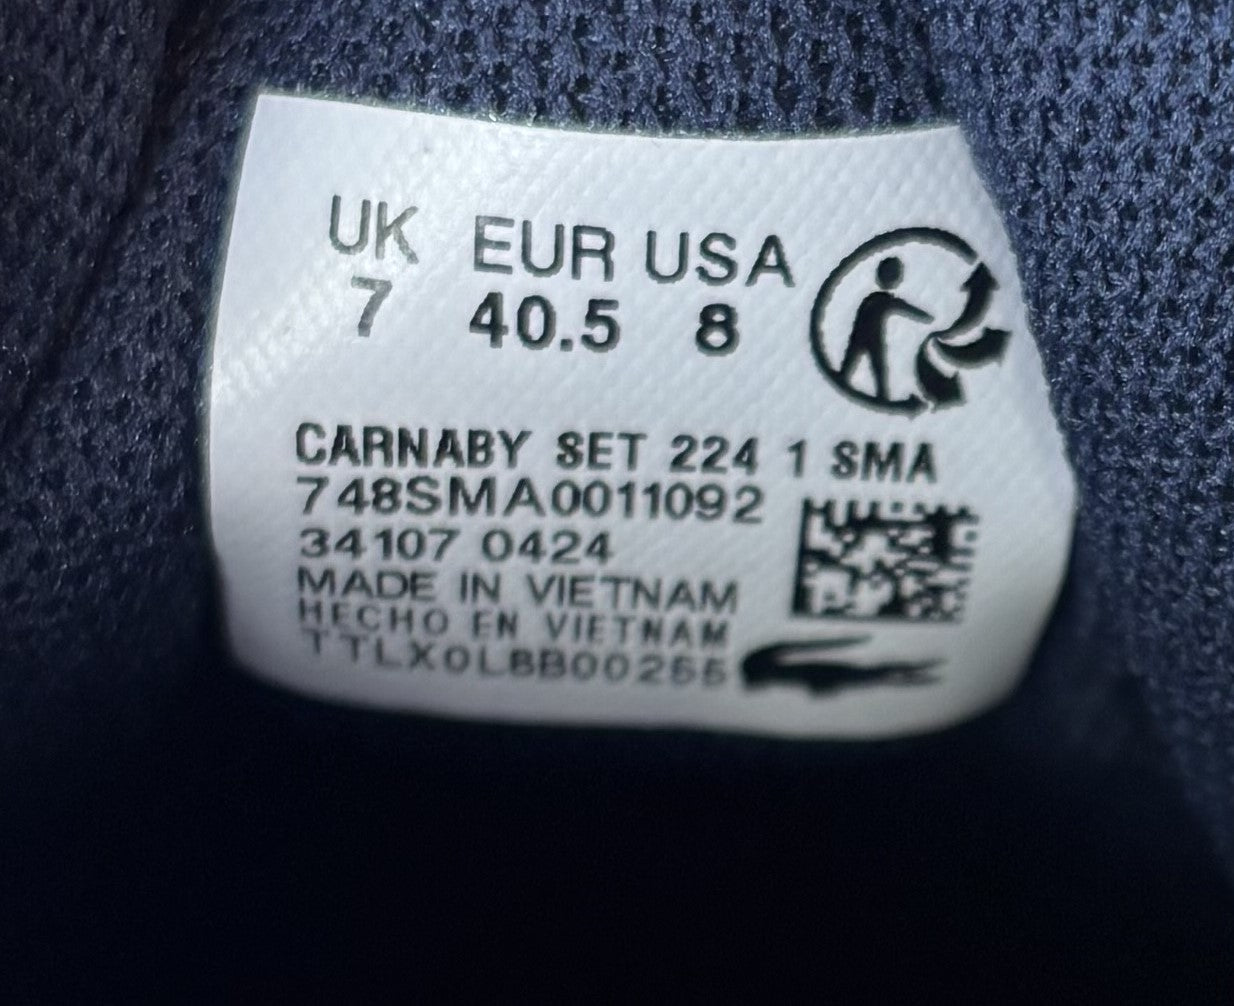 UK EUR USA
7 40.5 8
CARNABY SET 224 1 SMA
748SMA0011092
34107 0424
MADE IN VIETNAM
HECHO EN VIETNAM